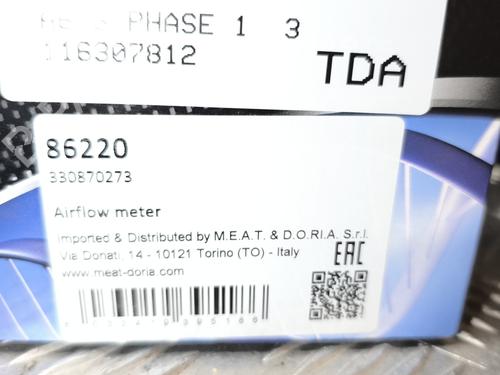 PHASE 1 3
116307812
TDA
86220
330870273
Airflow meter
Imported & Distributed by M.E.A.T. & D.O.R.I.A. S.r.l.
Via Donati, 14 - 10121 Torino (TO) - Italy
www.meat-doria.com
EAC